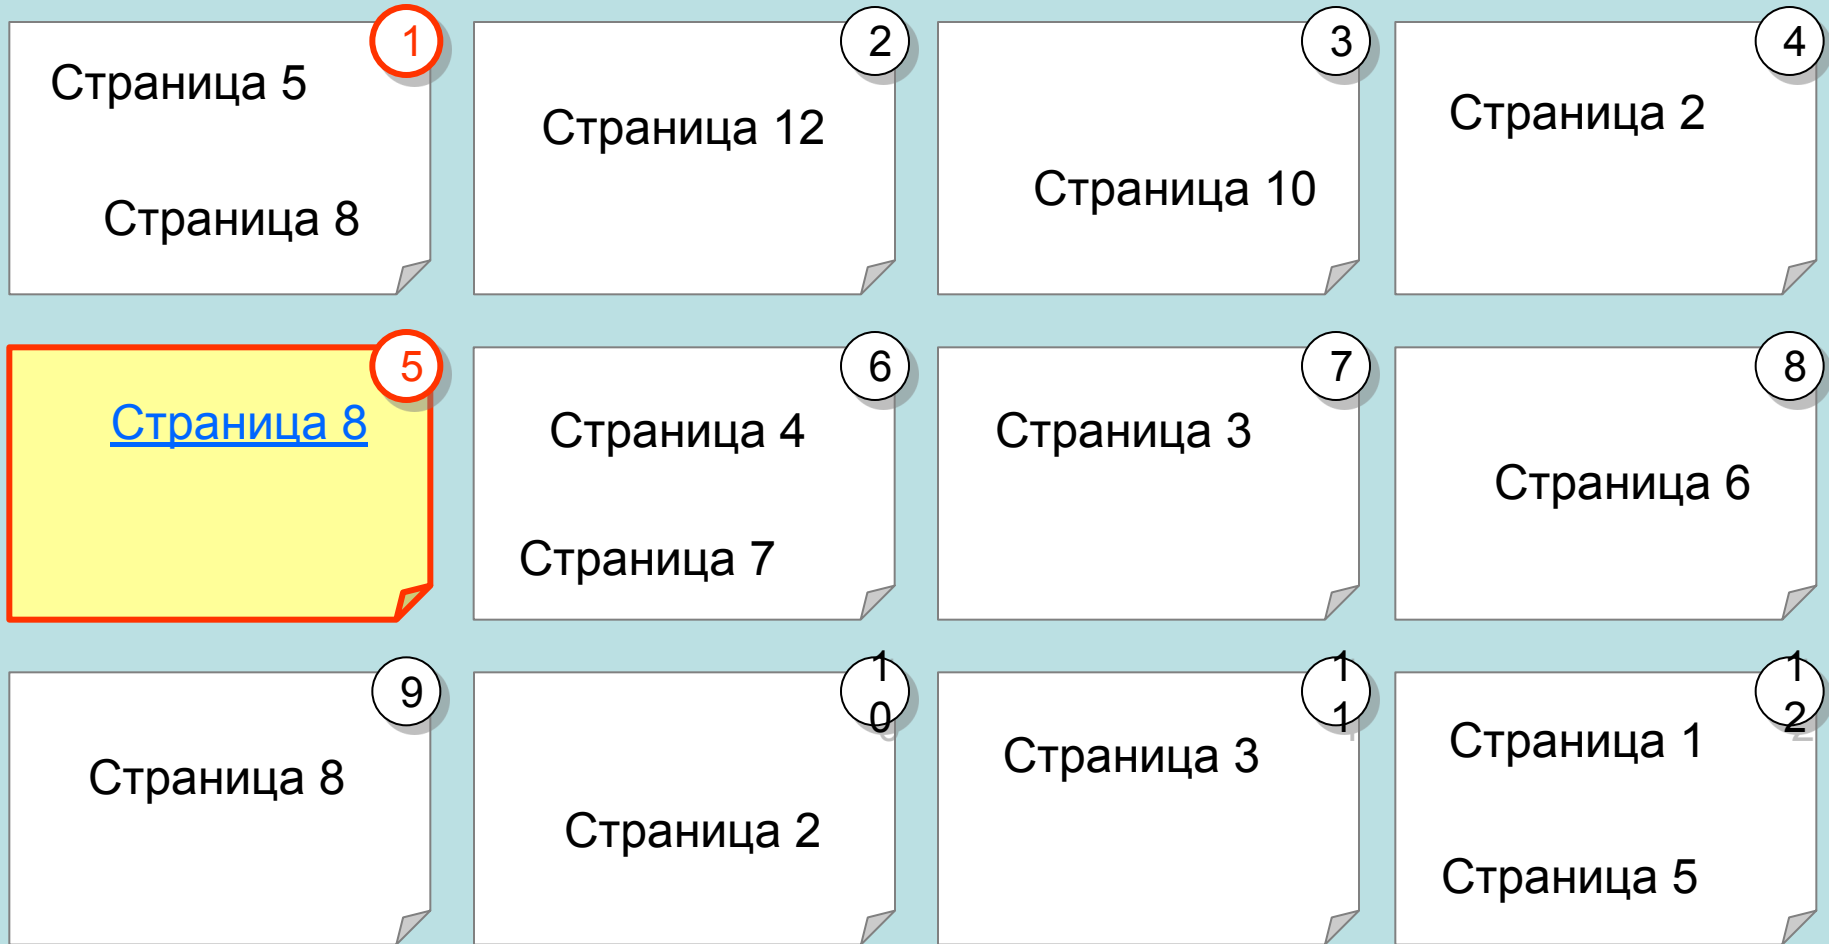 1
Страница 5
Страница 8
2
Страница 12
3
Страница 10
4
Страница 2
5
Страница 8
6
Страница 4
Страница 7
7
Страница 3
8
Страница 6
9
Страница 8
10
Страница 2
11
Страница 3
12
Страница 1
Страница 5